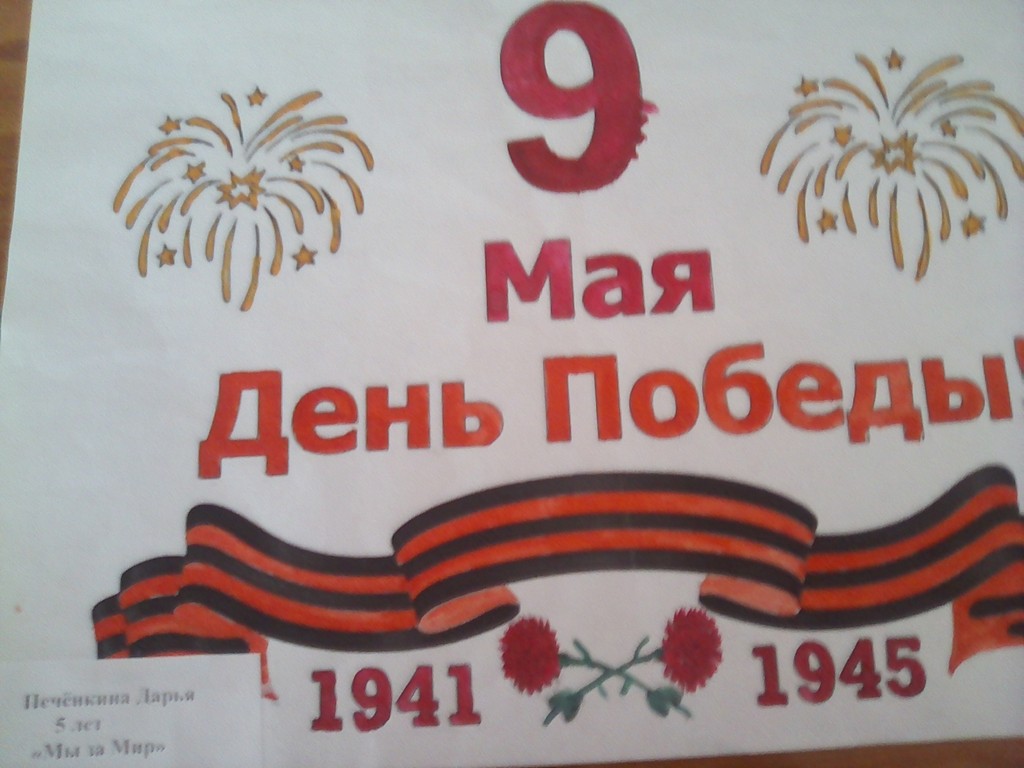 9
Мая
День Победы!
1941 1945
Печёнкина Дарья
5 лет
«Мы за Мир»